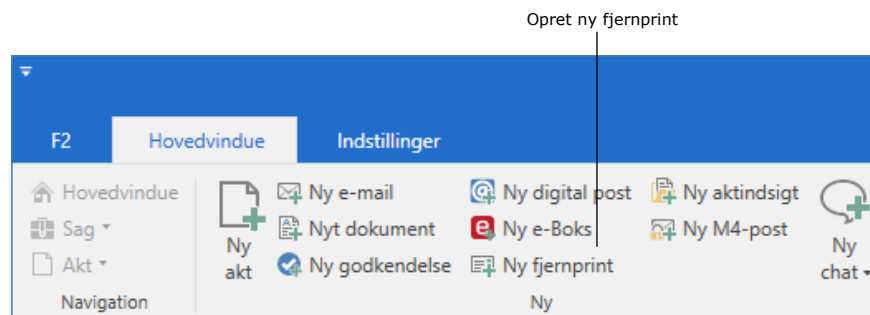 Opret ny fjernprint
F2 Hovedvindue Indstillinger
Hovedvindue Ny e-mail Ny digital post Ny aktindsigt
Sag Nyt dokument Ny e-Boks Ny M4-post
Akt Ny godkendelse Ny fjernprint
Ny
akt
Ny
chat
Navigation Ny